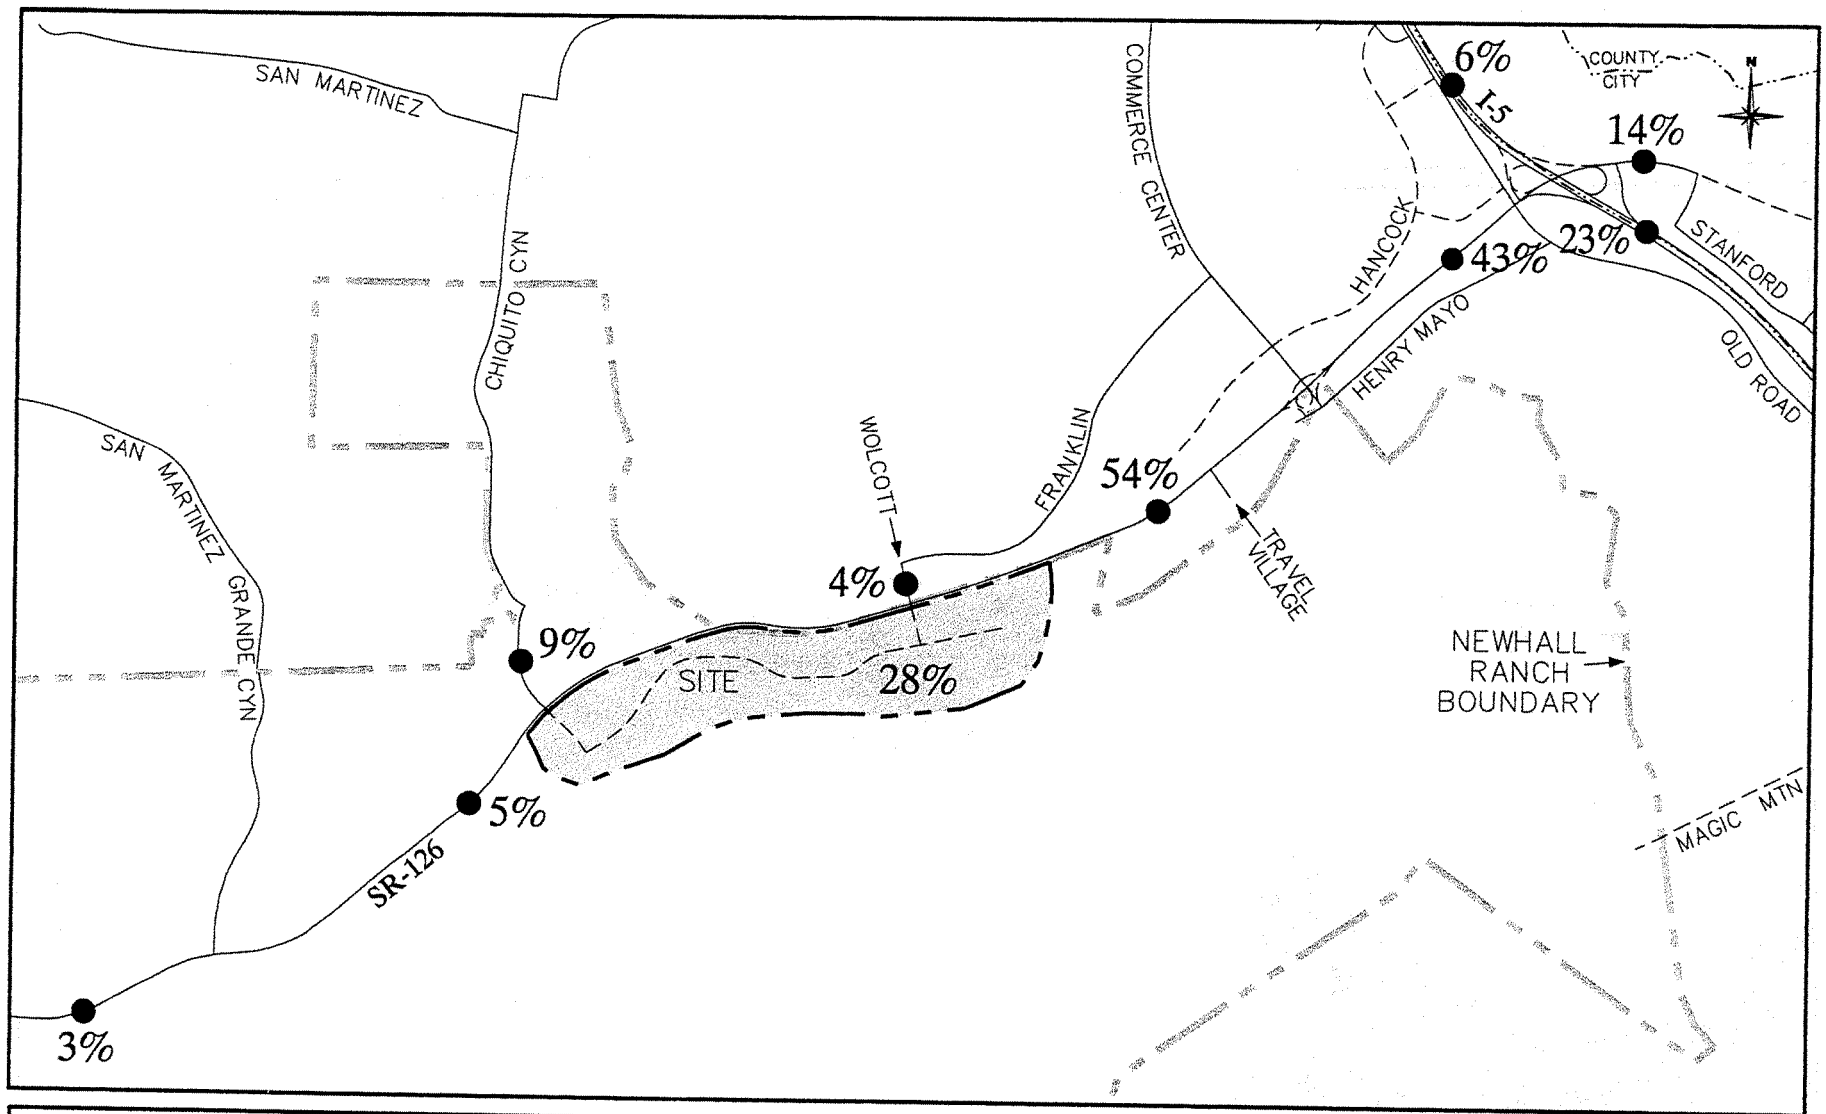 SAN MARTINEZ
COMMERCE CENTER
6%
I-5
COUNTY
CITY
N
14%
CHIQUITO CYN
HANCOCK
43%
23%
STANFORD
HENRY MAYO
OLD ROAD
SAN MARTINEZ GRANDE CYN
WOLCOTT
FRANKLIN
54%
TRAVEL
VILLAGE
4%
9%
SITE
28%
NEWHALL
RANCH
BOUNDARY
5%
SR-126
MAGIC MTN
3%